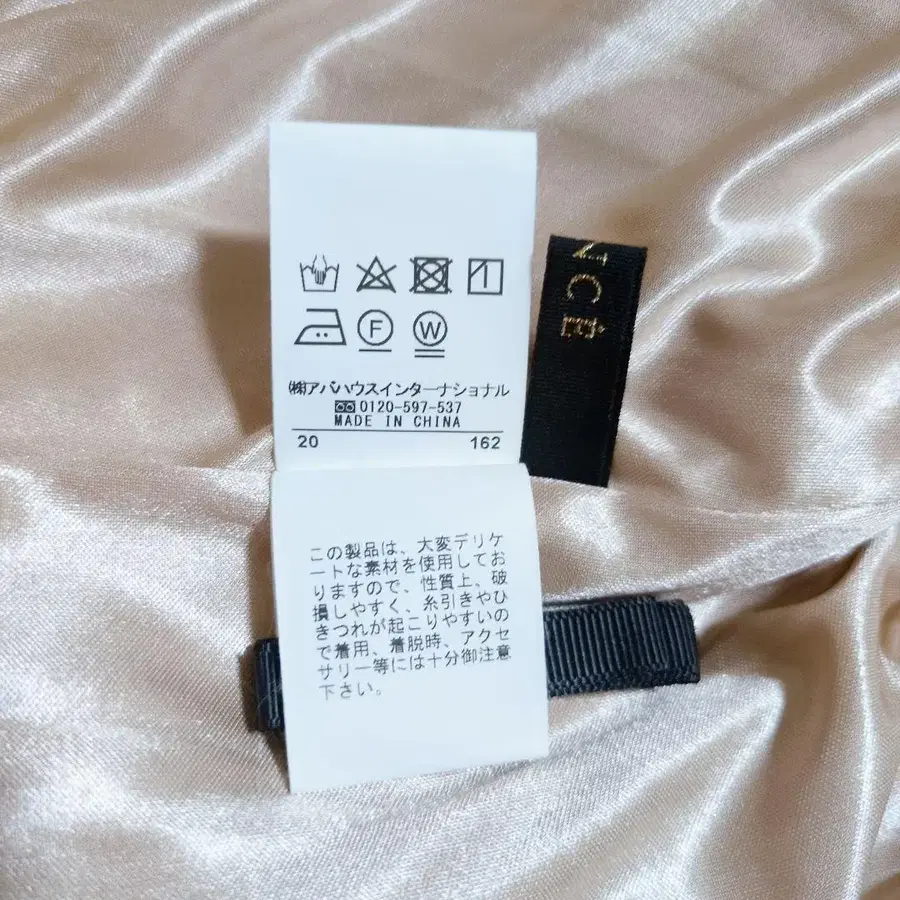 F W
㈱アバハウスインターナショナル
0120-597-537
MADE IN CHINA
20 162
この製品は、大変デリケ
ートな素材を使用してお
りますので、性質上、破
損しやすく、糸引きやひ
きつれが起こりやすいの
で着用、着脱時、アクセ
サリー等には十分御注意
下さい。
NCE